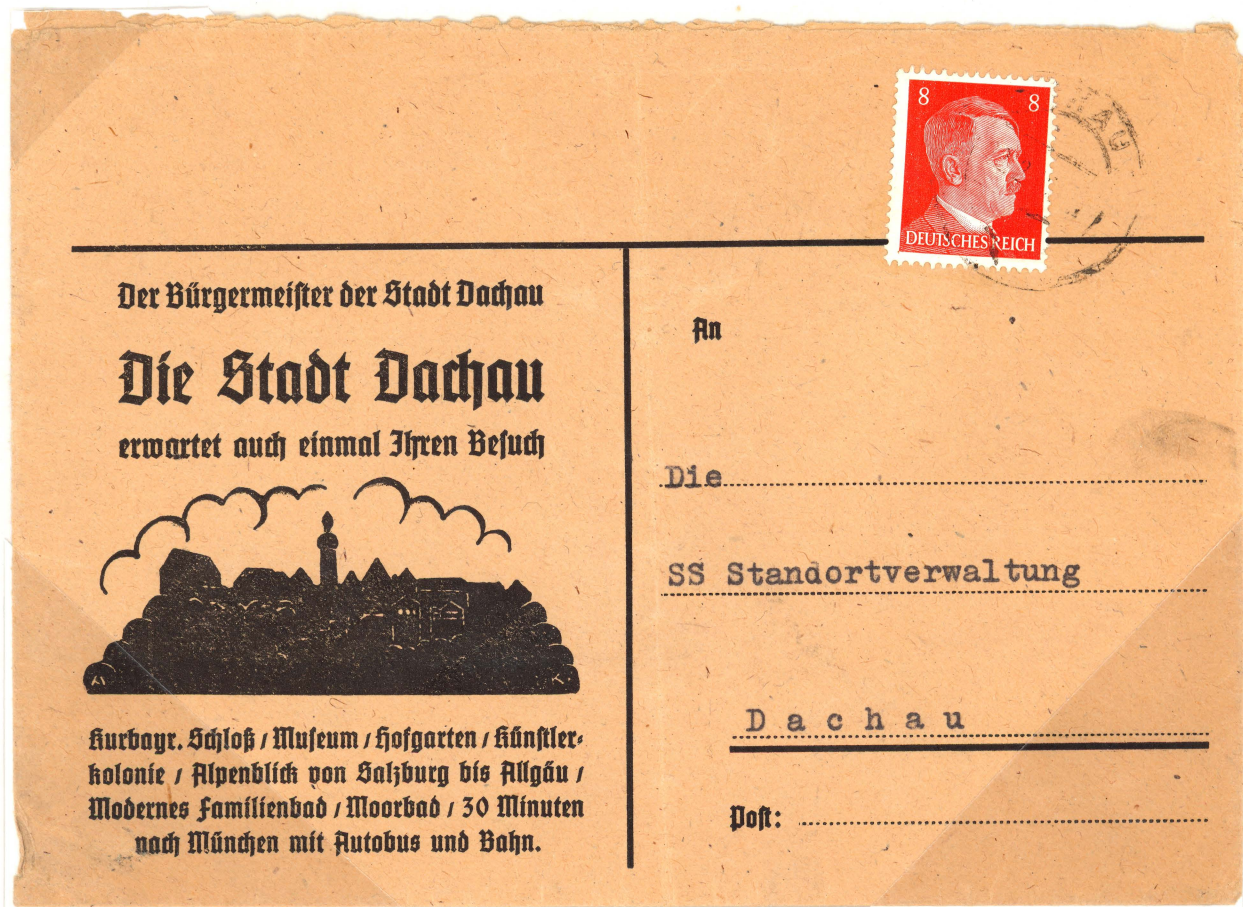 8 8
DEUTSCHES REICH
Der Bürgermeister der Stadt Dachau
Die Stadt Dachau
erwartet auch einmal Ihren Besuch
Kurbayr. Schloß / Museum / Hofgarten / Künstler-
kolonie / Alpenblick von Salzburg bis Allgäu /
Modernes Familienbad / Moorbad / 30 Minuten
nach München mit Autobus und Bahn.
An
Die
SS Standortverwaltung
Dachau
Post: